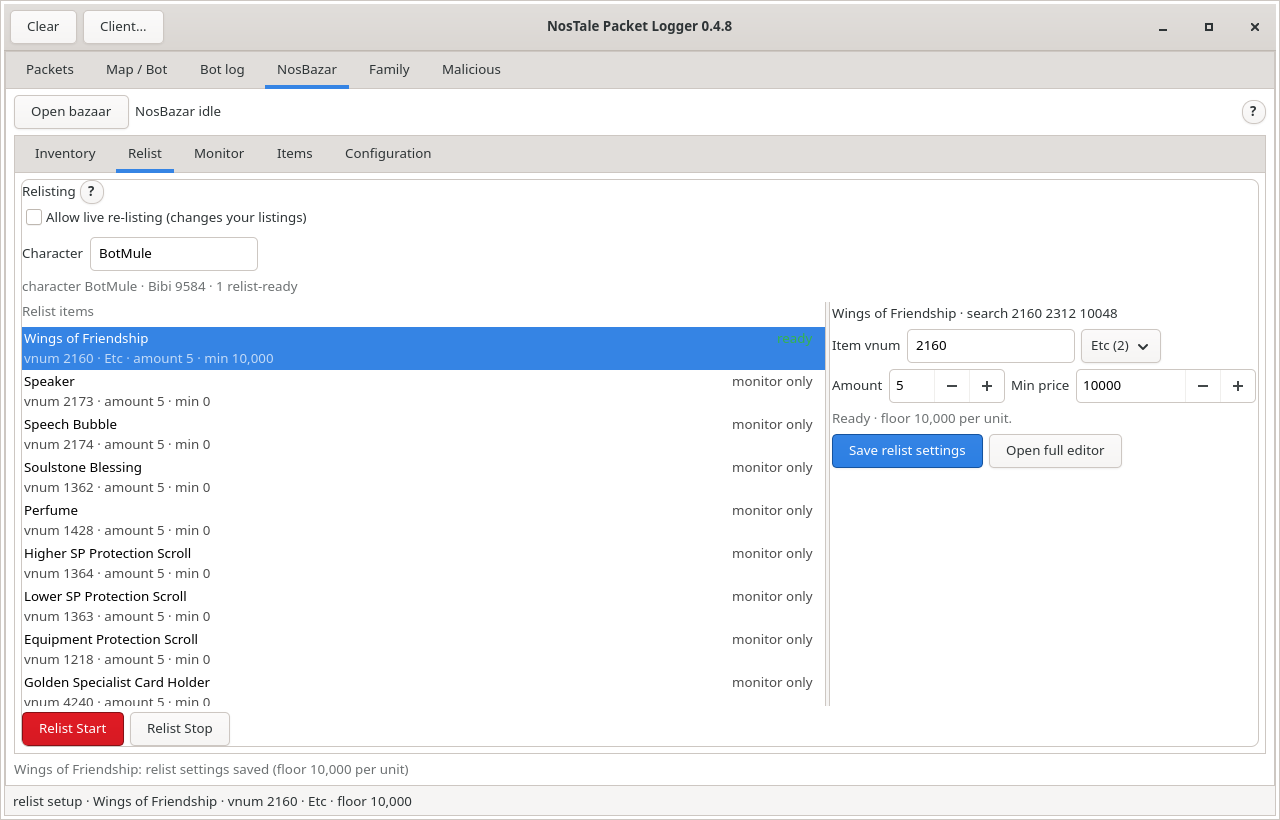 Clear Client... NosTale Packet Logger 0.4.8
Packets Map / Bot Bot log NosBazar Family Malicious
Open bazaar NosBazar idle ?
Inventory Relist Monitor Items Configuration
Relisting ?
Allow live re-listing (changes your listings)
Character BotMule
character BotMule · Bibi 9584 · 1 relist-ready
Relist items
Wings of Friendship ready
vnum 2160 · Etc · amount 5 · min 10,000
Speaker monitor only
vnum 2173 · amount 5 · min 0
Speech Bubble monitor only
vnum 2174 · amount 5 · min 0
Soulstone Blessing monitor only
vnum 1362 · amount 5 · min 0
Perfume monitor only
vnum 1428 · amount 5 · min 0
Higher SP Protection Scroll monitor only
vnum 1364 · amount 5 · min 0
Lower SP Protection Scroll monitor only
vnum 1363 · amount 5 · min 0
Equipment Protection Scroll monitor only
vnum 1218 · amount 5 · min 0
Golden Specialist Card Holder monitor only
vnum 4240 · amount 5 · min 0
Wings of Friendship · search 2160 2312 10048
Item vnum 2160 Etc (2)
Amount 5 − + Min price 10000 − +
Ready · floor 10,000 per unit.
Save relist settings Open full editor
Relist Start Relist Stop
Wings of Friendship: relist settings saved (floor 10,000 per unit)
relist setup · Wings of Friendship · vnum 2160 · Etc · floor 10,000